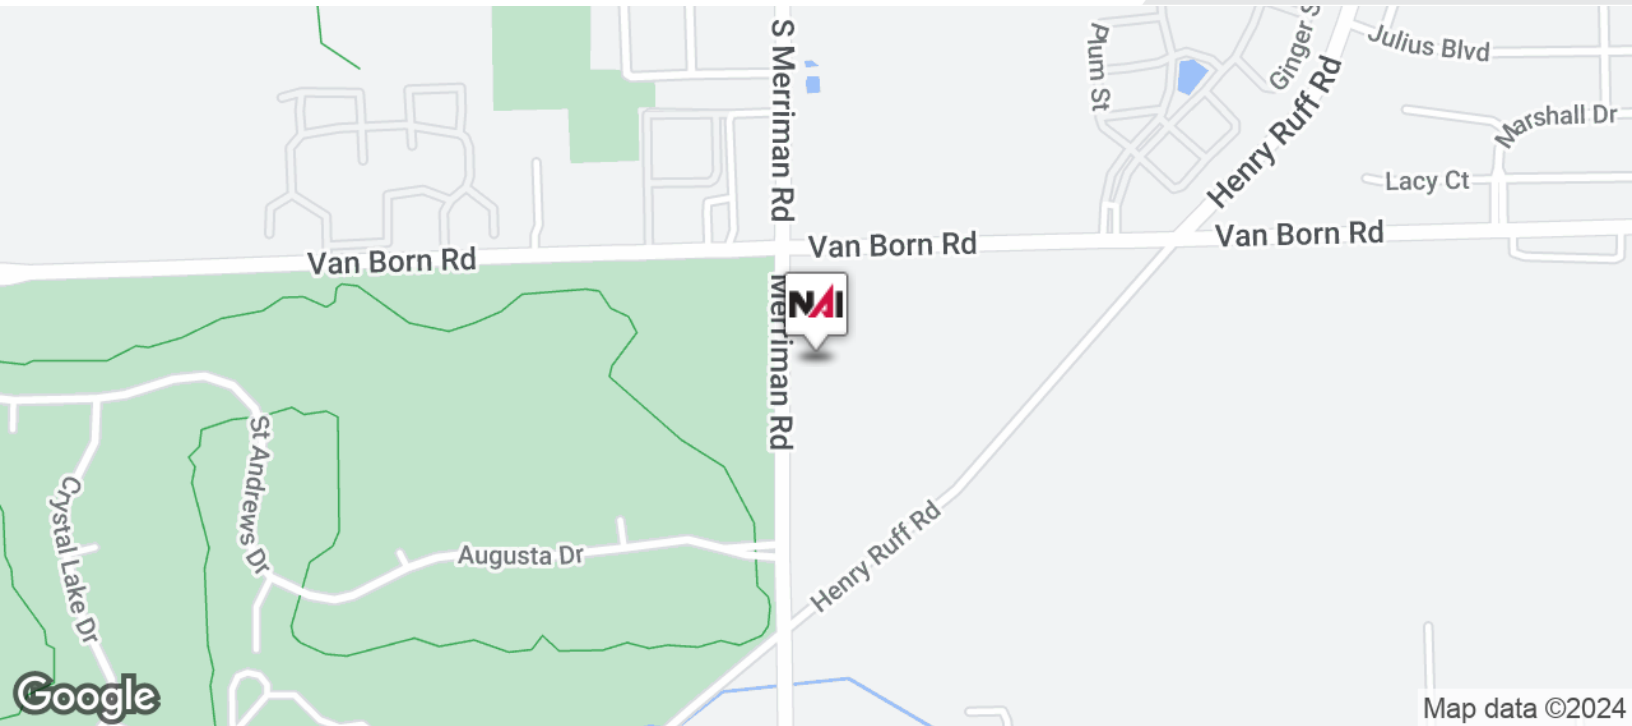 S Merriman Rd
Plum St
Ginger S
Julius Blvd
Henry Ruff Rd
Marshall Dr
Lacy Ct
Van Born Rd
Van Born Rd
Van Born Rd
NAI
Merriman Rd
St Andrews Dr
Crystal Lake Dr
Augusta Dr
Henry Ruff Rd
Google
Map data ©2024